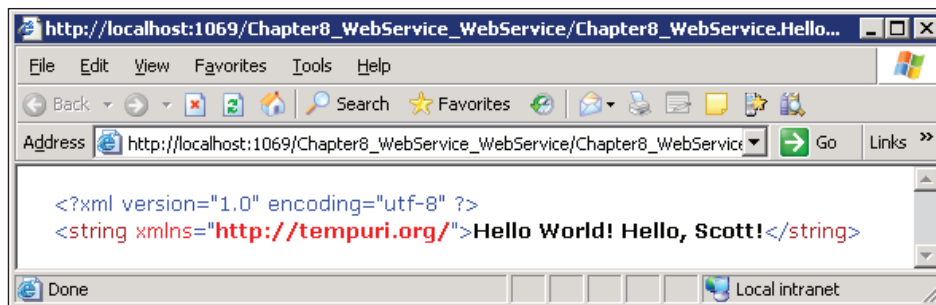 http://localhost:1069/Chapter8_WebService_WebService/Chapter8_WebService.Hello...
File Edit View Favorites Tools Help
Back Search Favorites
Address http://localhost:1069/Chapter8_WebService_WebService/Chapter8_WebService Go Links »
<?xml version="1.0" encoding="utf-8" ?>
<string xmlns="http://tempuri.org/">Hello World! Hello, Scott!</string>
Done Local intranet